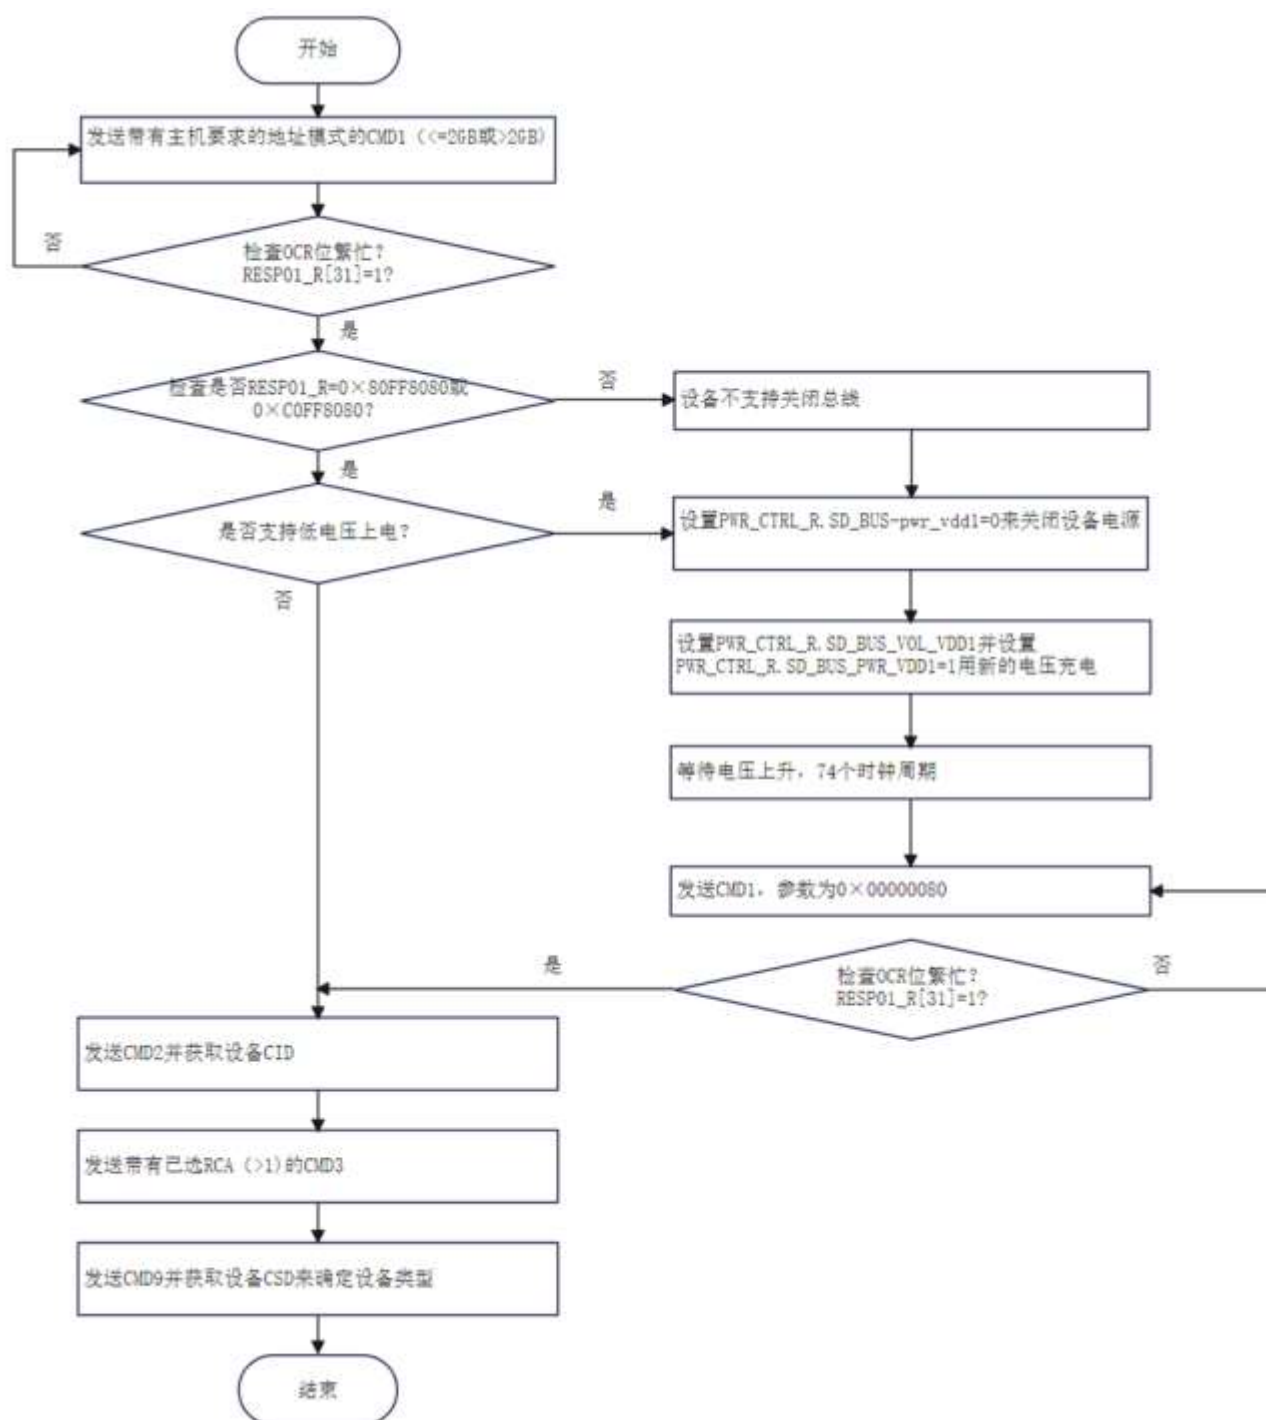 开始
发送带有主机要求的地址模式的CMD1（<=2GB或>2GB）
否
检查OCR位繁忙？
RESP01_R[31]=1?
是
检查是否RESP01_R=0×80FF8080或
0×C0FF8080?
否
设备不支持关闭总线
是
是否支持低电压上电？
是
设置PWR_CTRL_R.SD_BUS-pwr_vdd1=0来关闭设备电源
否
设置PWR_CTRL_R.SD_BUS_VOL_VDD1并设置
PWR_CTRL_R.SD_BUS_PWR_VDD1=1用新的电压充电
等待电压上升，74个时钟周期
发送CMD1，参数为0×00000080
是
检查OCR位繁忙？
RESP01_R[31]=1?
否
发送CMD2并获取设备CID
发送带有已选RCA（>1)的CMD3
发送CMD9并获取设备CSD来确定设备类型
结束